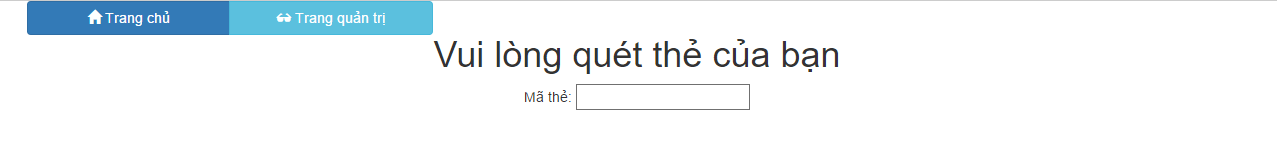 Trang chủ Trang quản trị
Vui lòng quét thẻ của bạn
Mã thẻ: